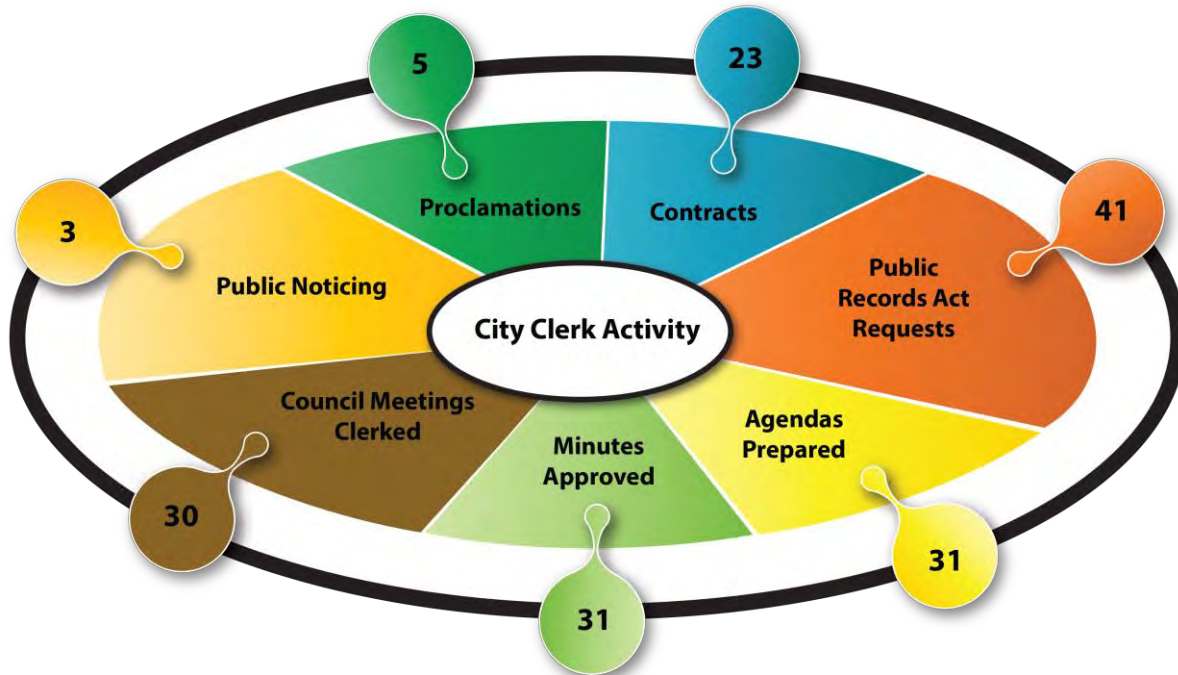 5
23
3
41
Proclamations
Contracts
Public Noticing
Public
Records Act
Requests
City Clerk Activity
Council Meetings
Clerked
Minutes
Approved
Agendas
Prepared
30
31
31